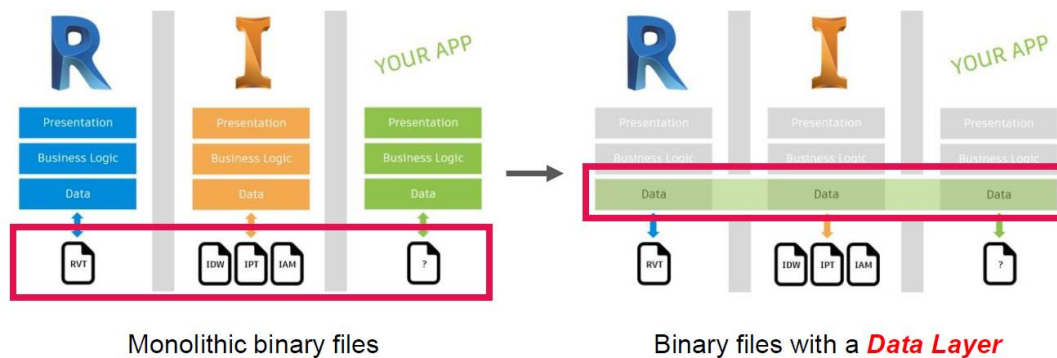 R I YOUR APP
Presentation Presentation Presentation
Business Logic Business Logic Business Logic
Data Data Data
RVT IDW IPT IAM ?
Monolithic binary files
R I YOUR APP
Presentation Presentation Presentation
Business Logic Business Logic Business Logic
Data Data Data
RVT IDW IPT IAM ?
Binary files with a Data Layer